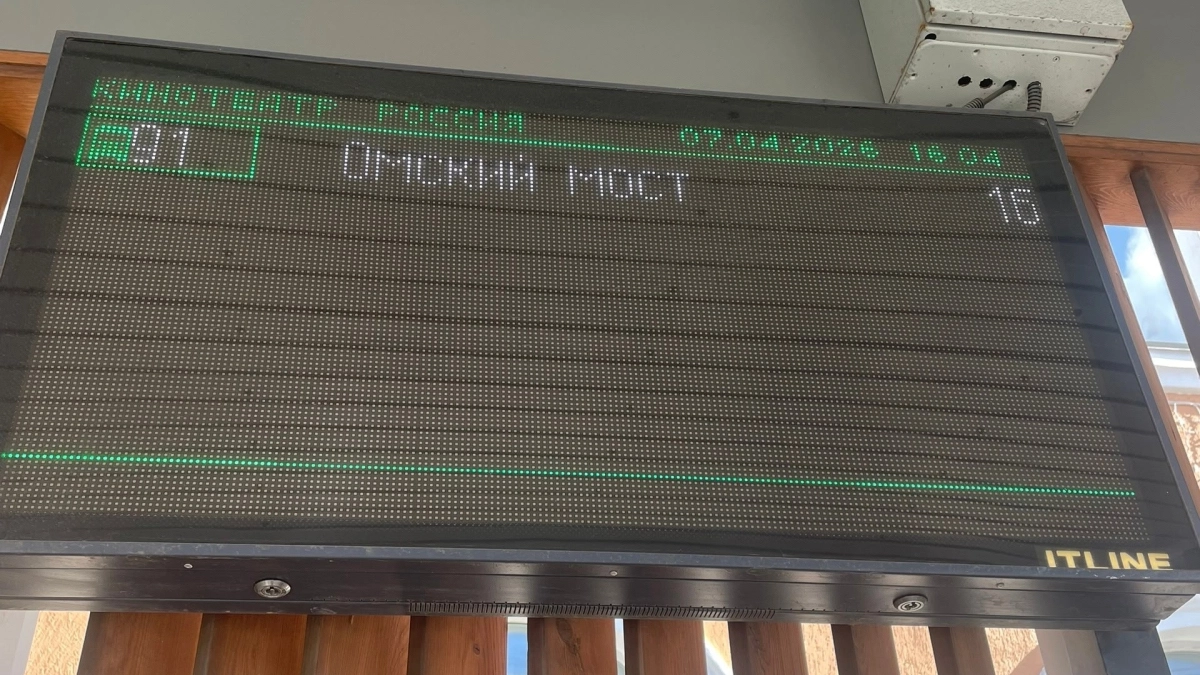 КИНОТЕАТР РОССИЯ 07.04.2026 16:04
A 91 ОМСКИЙ МОСТ 16
ITLINE